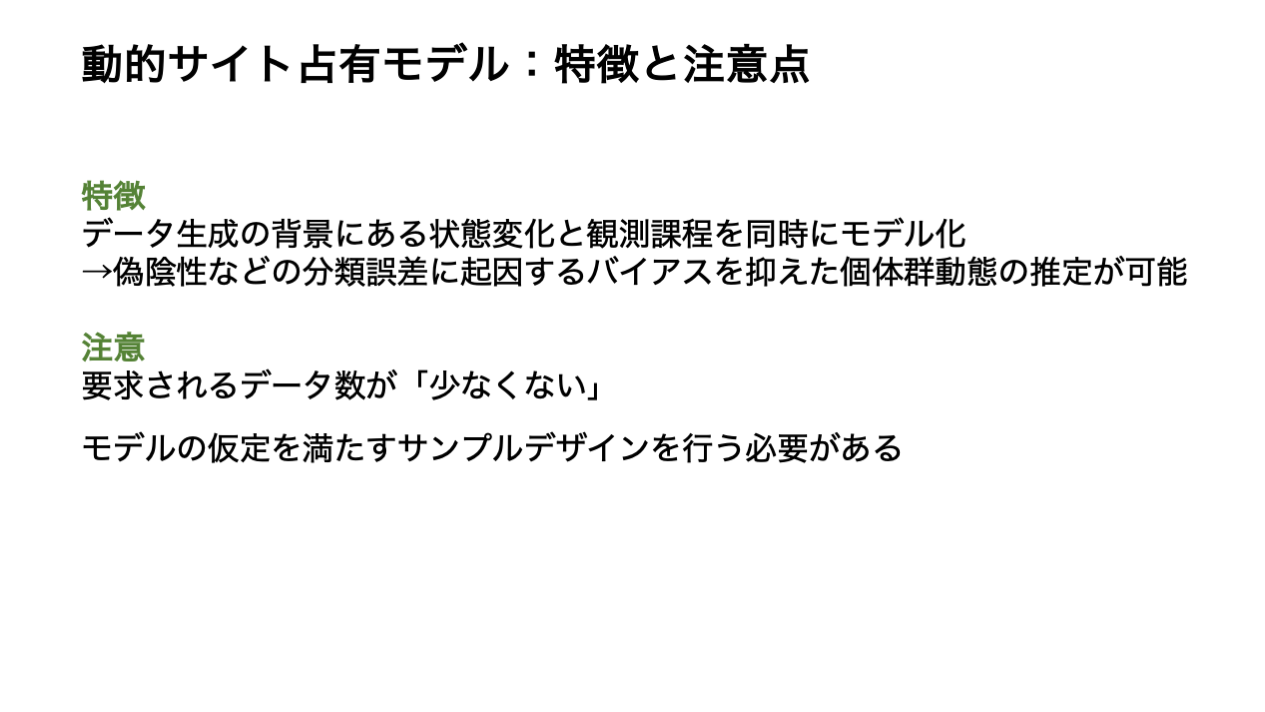 動的サイト占有モデル：特徴と注意点
特徴
データ生成の背景にある状態変化と観測課程を同時にモデル化
→偽陰性などの分類誤差に起因するバイアスを抑えた個体群動態の推定が可能
注意
要求されるデータ数が「少なくない」
モデルの仮定を満たすサンプルデザインを行う必要がある